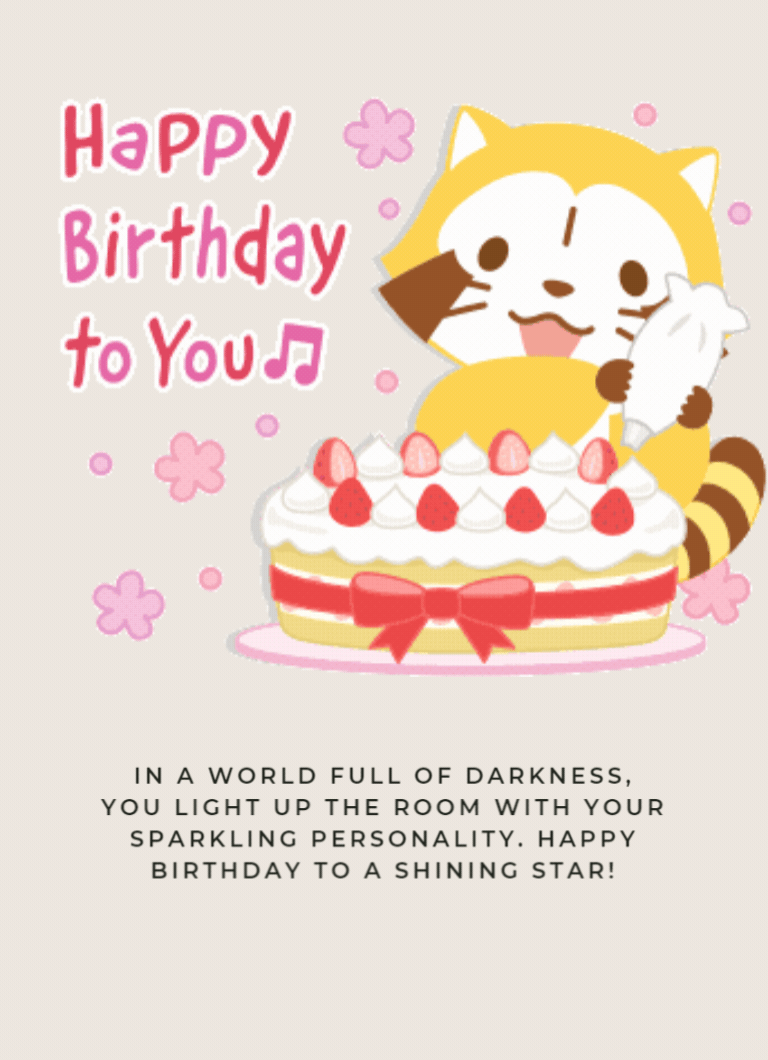 Happy
Birthday
to You♫
IN A WORLD FULL OF DARKNESS,
YOU LIGHT UP THE ROOM WITH YOUR
SPARKLING PERSONALITY. HAPPY
BIRTHDAY TO A SHINING STAR!